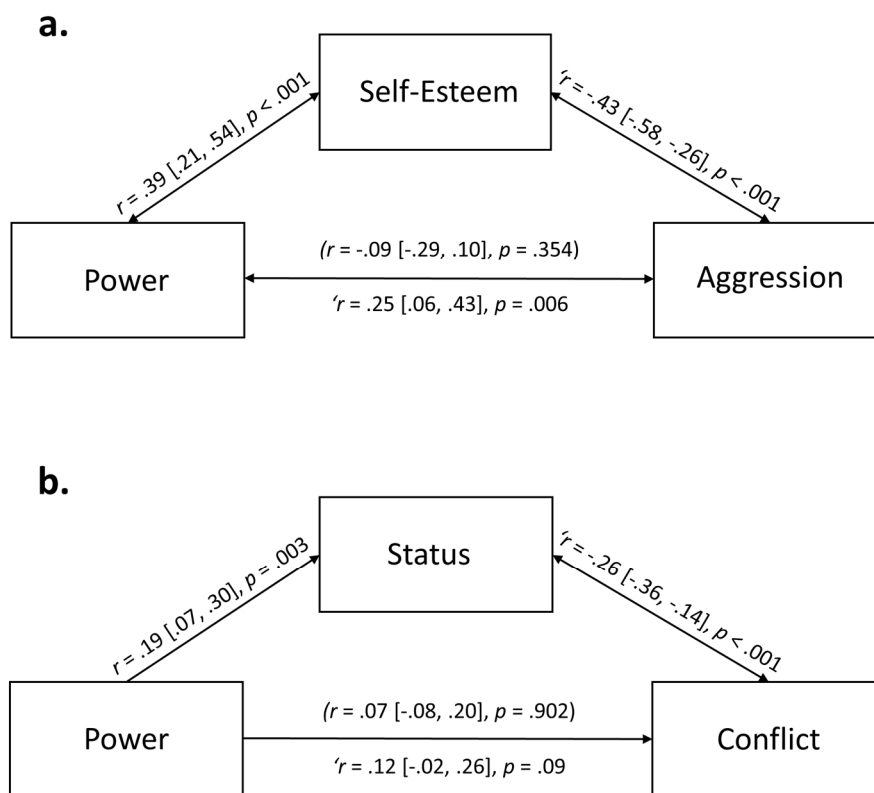 a.
Self-Esteem
r = .39 [.21, .54], p < .001
‘r = -.43 [-.58, -.26], p < .001
Power
(r = -.09 [-.29, .10], p = .354)
‘r = .25 [.06, .43], p = .006
Aggression
b.
Status
r = .19 [.07, .30], p = .003
‘r = -.26 [-.36, -.14], p < .001
Power
(r = .07 [-.08, .20], p = .902)
‘r = .12 [-.02, .26], p = .09
Conflict